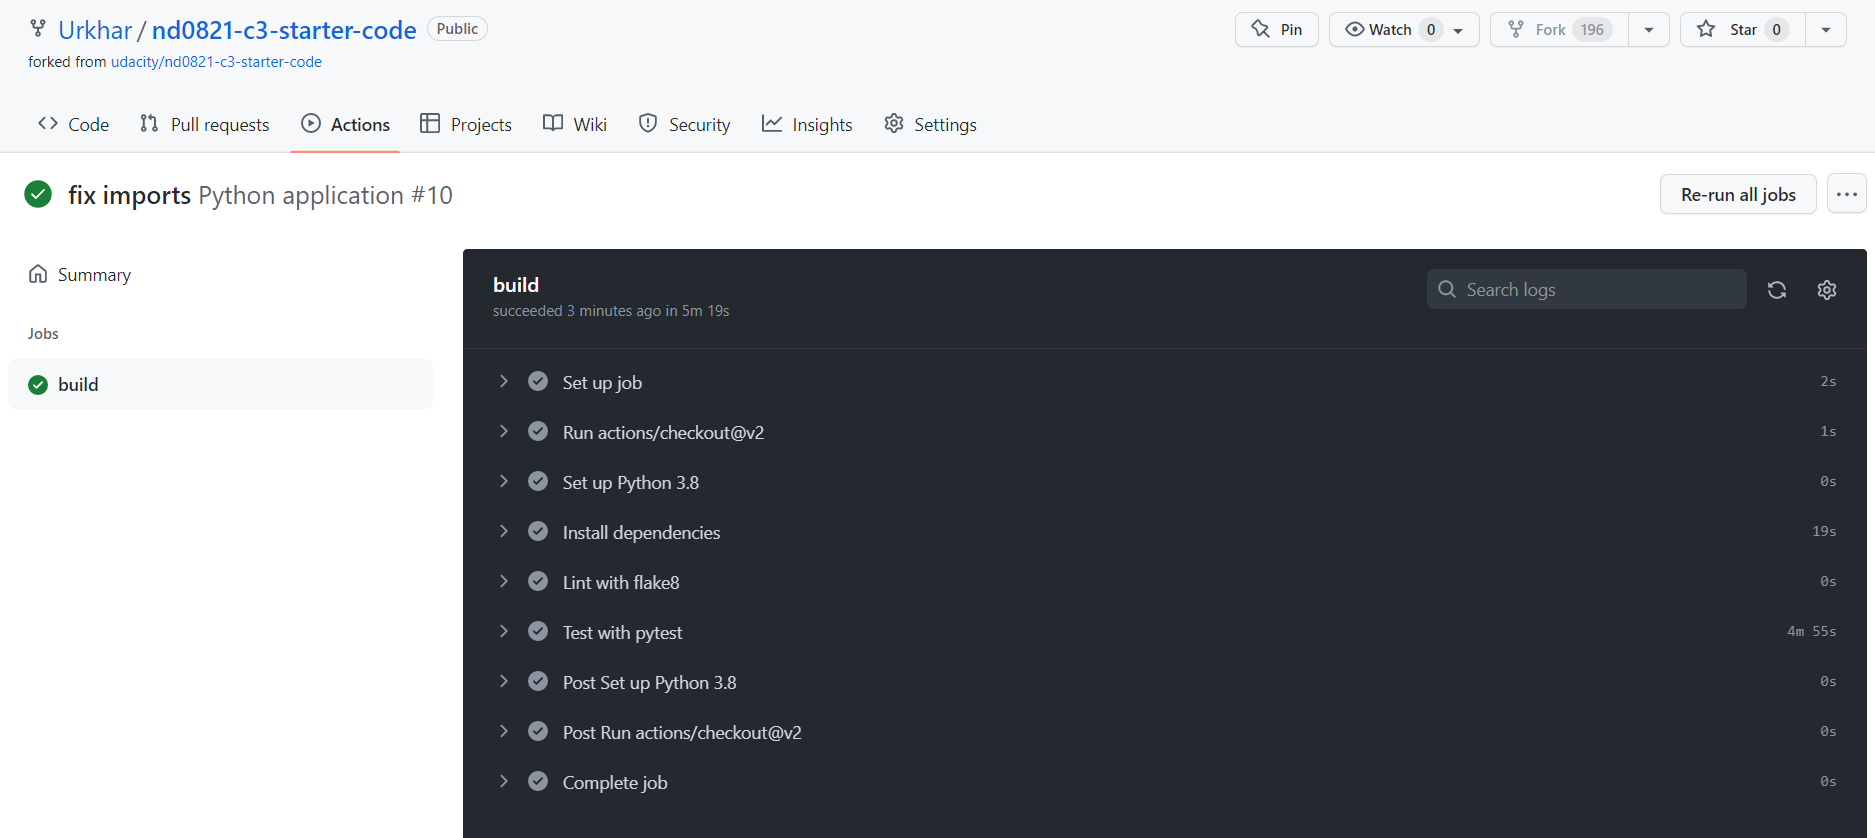 Urkhar / nd0821-c3-starter-code Public
Pin
Watch 0
Fork 196
Star 0
forked from udacity/nd0821-c3-starter-code
Code
Pull requests
Actions
Projects
Wiki
Security
Insights
Settings
fix imports Python application #10
Re-run all jobs
Summary
Jobs
build
build
succeeded 3 minutes ago in 5m 19s
Search logs
Set up job 2s
Run actions/checkout@v2 1s
Set up Python 3.8 0s
Install dependencies 19s
Lint with flake8 0s
Test with pytest 4m 55s
Post Set up Python 3.8 0s
Post Run actions/checkout@v2 0s
Complete job 0s